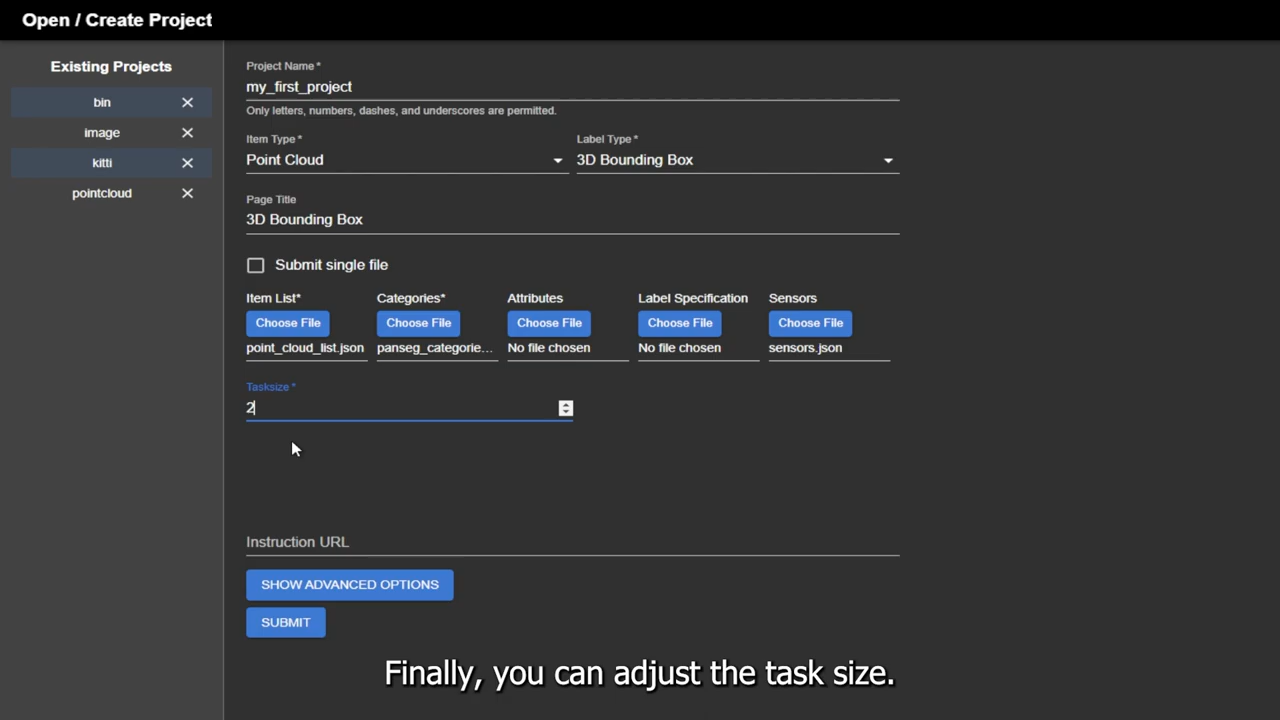 Open / Create Project
Existing Projects
bin
image
kitti
pointcloud
Project Name *
my_first_project
Only letters, numbers, dashes, and underscores are permitted.
Item Type * Label Type *
Point Cloud 3D Bounding Box
Page Title
3D Bounding Box
Submit single file
Item List* Categories* Attributes Label Specification Sensors
Choose File Choose File Choose File Choose File Choose File
point_cloud_list.json panseg_categorie... No file chosen No file chosen sensors.json
Tasksize *
2
Instruction URL
SHOW ADVANCED OPTIONS
SUBMIT
Finally, you can adjust the task size.